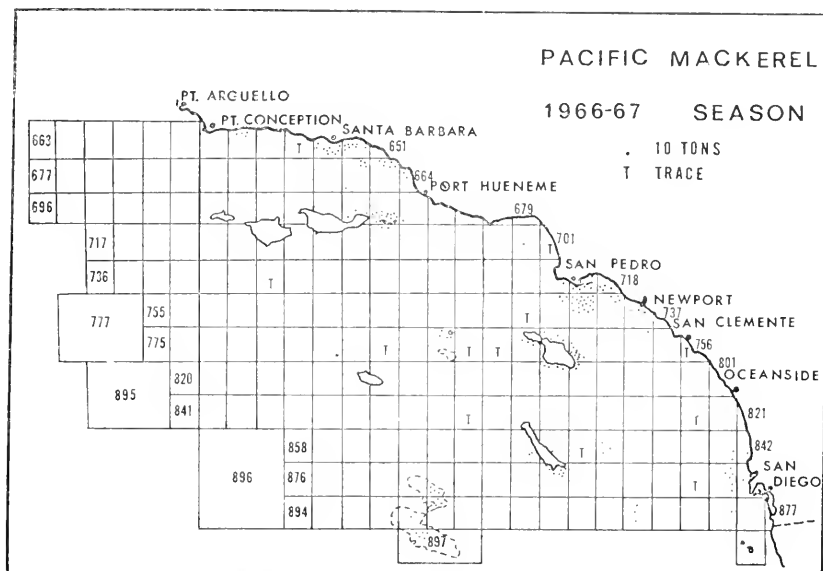 PACIFIC MACKEREL
1966-67 SEASON
. 10 TONS
T TRACE
PT. ARGUELLO
PT. CONCEPTION
SANTA BARBARA
663
T
651
677
664
PORT HUENEME
696
679
717
T
701
SAN PEDRO
736
T
718
NEWPORT
777
755
T
737
SAN CLEMENTE
775
T
T
T
T
756
801
OCEANSIDE
895
820
841
T
T
821
858
T
842
SAN
DIEGO
896
876
T
894
877
897